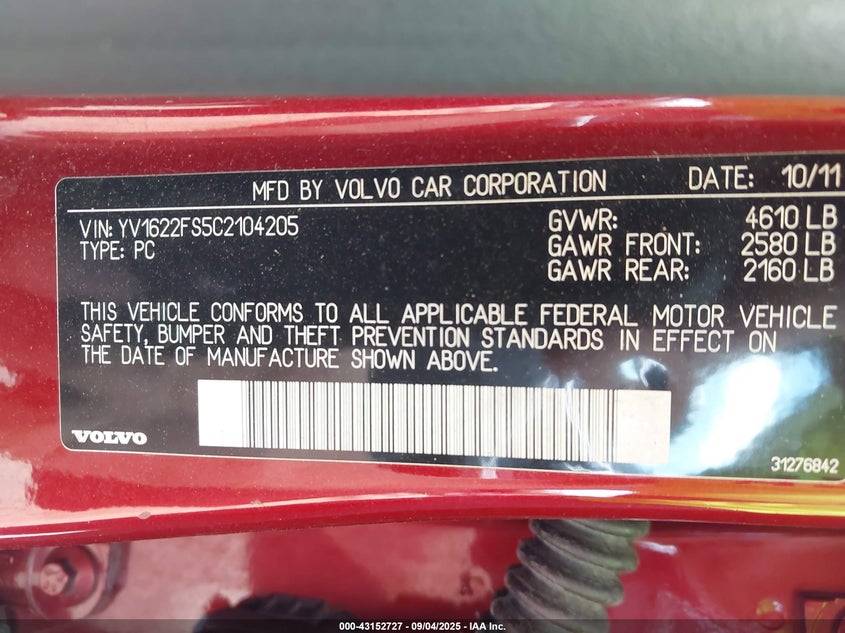 MFD BY VOLVO CAR CORPORATION DATE: 10/11
VIN: YV1622FS5C2104205 GVWR: 4610 LB
TYPE: PC GAWR FRONT: 2580 LB
GAWR REAR: 2160 LB
THIS VEHICLE CONFORMS TO ALL APPLICABLE FEDERAL MOTOR VEHICLE
SAFETY, BUMPER AND THEFT PREVENTION STANDARDS IN EFFECT ON
THE DATE OF MANUFACTURE SHOWN ABOVE.
VOLVO
31276842
000-43152727 - 09/04/2025 - IAA Inc.